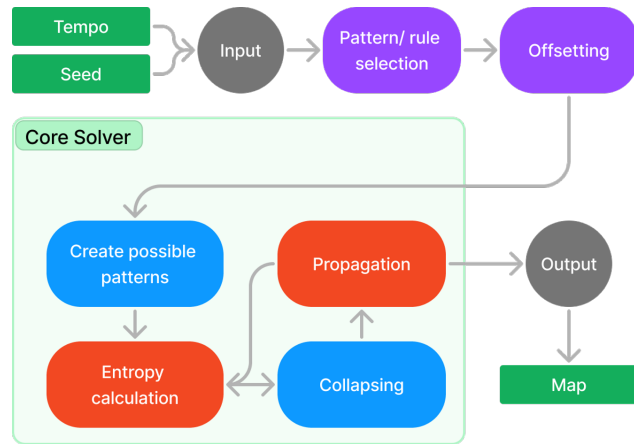 Tempo
Seed
Input
Pattern/ rule
selection
Offsetting
Core Solver
Create possible
patterns
Propagation
Output
Entropy
calculation
Collapsing
Map